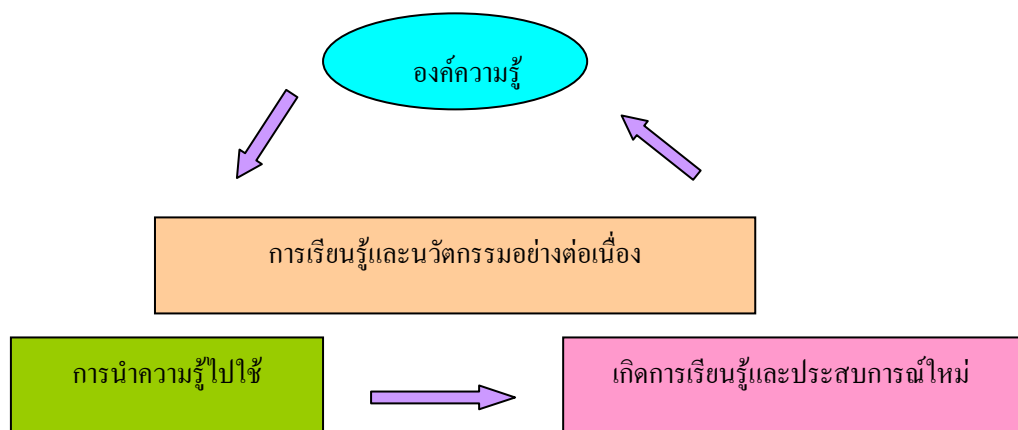 องค์ความรู้
การเรียนรู้และนวัตกรรมอย่างต่อเนื่อง
การนำความรู้ไปใช้
เกิดการเรียนรู้และประสบการณ์ใหม่